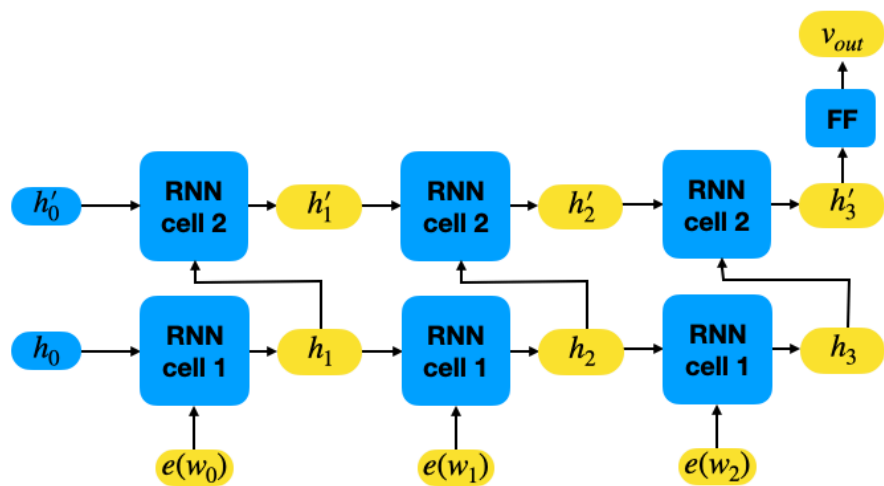 v_out
FF
h′_0
RNN
cell 2
h′_1
RNN
cell 2
h′_2
RNN
cell 2
h′_3
h_0
RNN
cell 1
h_1
RNN
cell 1
h_2
RNN
cell 1
h_3
e(w_0)
e(w_1)
e(w_2)